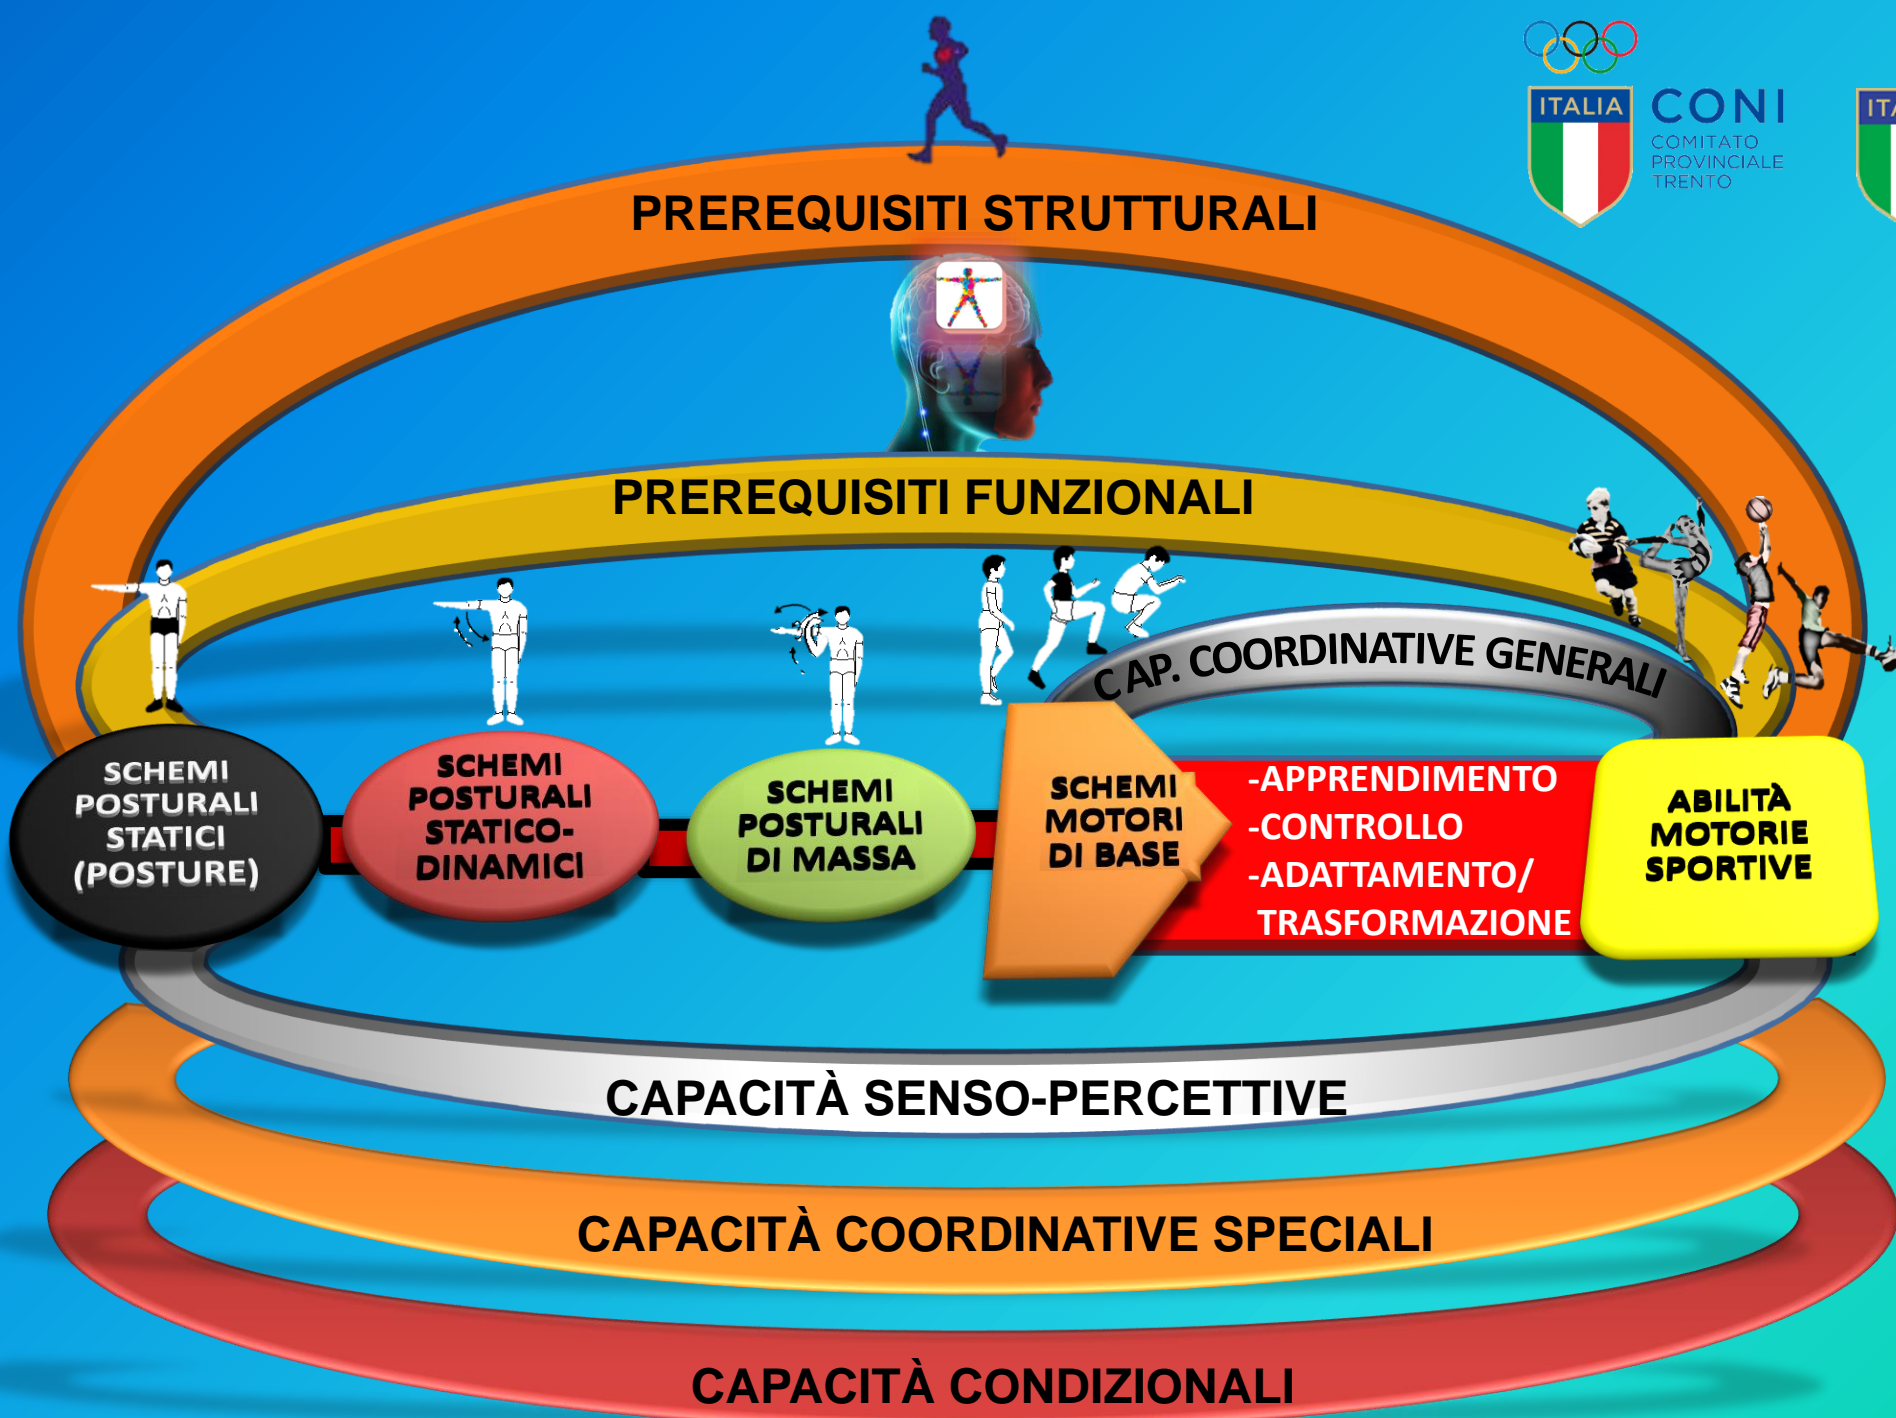 ITALIA
CONI
COMITATO
PROVINCIALE
TRENTO
PREREQUISITI STRUTTURALI
PREREQUISITI FUNZIONALI
CAP. COORDINATIVE GENERALI
SCHEMI
POSTURALI
STATICI
(POSTURE)
SCHEMI
POSTURALI
STATICO-
DINAMICI
SCHEMI
POSTURALI
DI MASSA
SCHEMI
MOTORI
DI BASE
-APPRENDIMENTO
-CONTROLLO
-ADATTAMENTO/
TRASFORMAZIONE
ABILITÀ
MOTORIE
SPORTIVE
CAPACITÀ SENSO-PERCETTIVE
CAPACITÀ COORDINATIVE SPECIALI
CAPACITÀ CONDIZIONALI